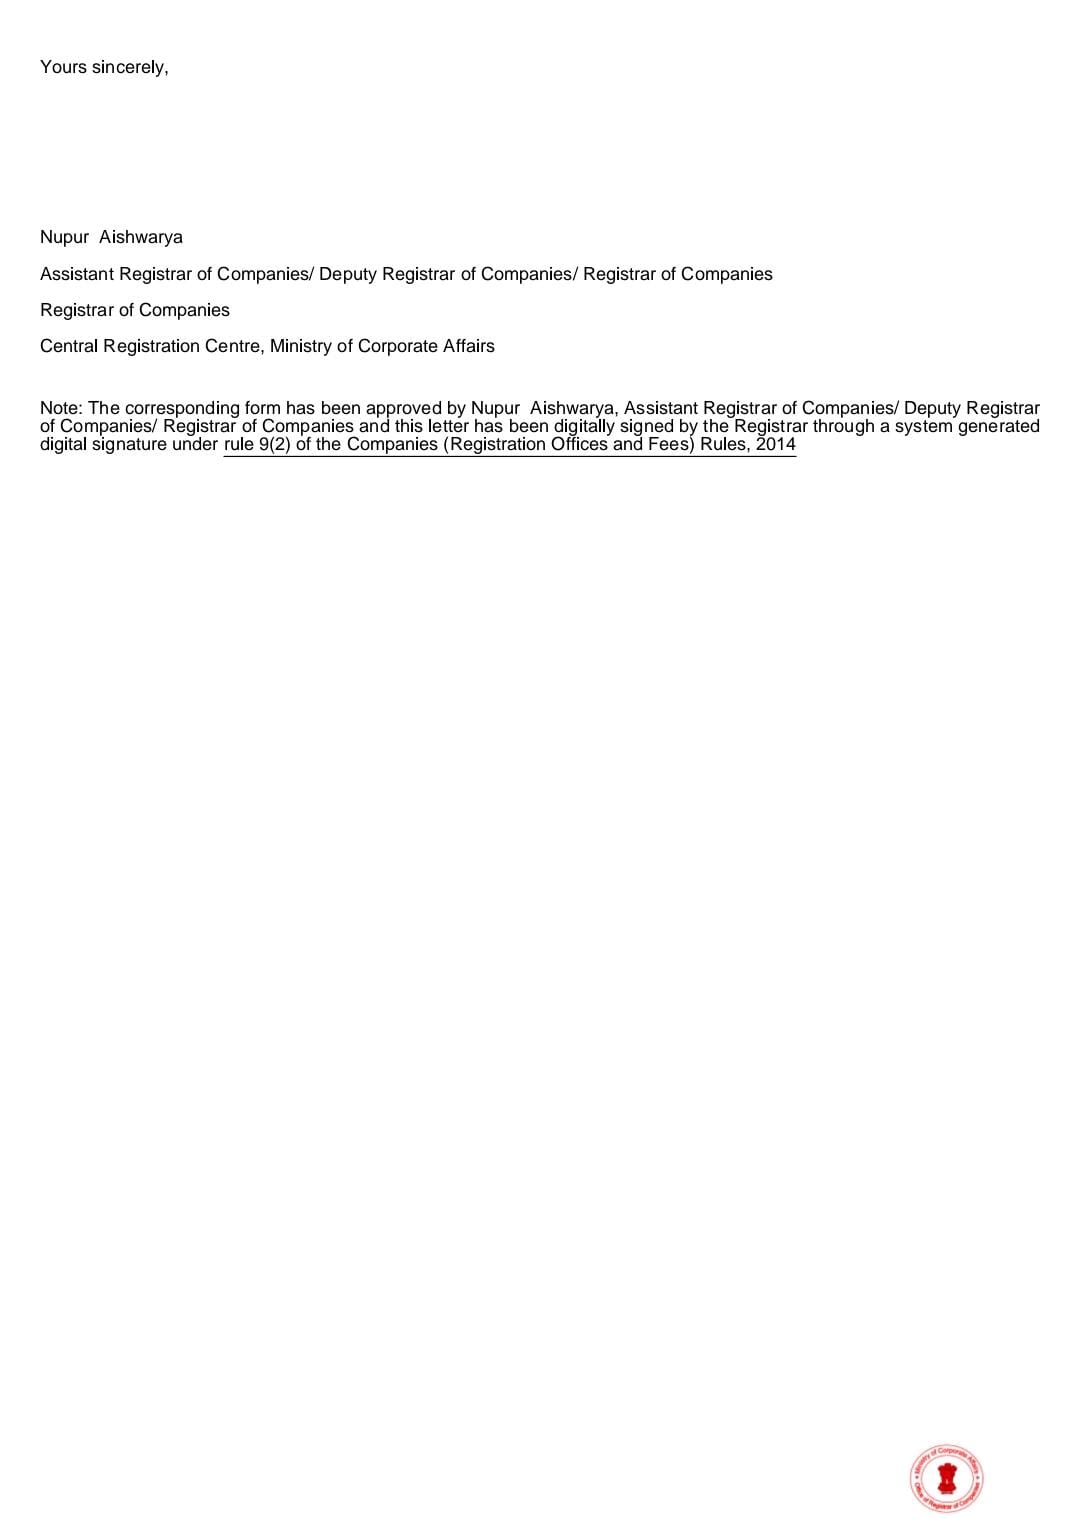 Yours sincerely,
Nupur  Aishwarya
Assistant Registrar of Companies/ Deputy Registrar of Companies/ Registrar of Companies
Registrar of Companies
Central Registration Centre, Ministry of Corporate Affairs
Note: The corresponding form has been approved by Nupur  Aishwarya, Assistant Registrar of Companies/ Deputy Registrar
of Companies/ Registrar of Companies and this letter has been digitally signed by the Registrar through a system generated
digital signature under rule 9(2) of the Companies (Registration Offices and Fees) Rules, 2014
Ministry of Corporate Affairs
Office of Registrar of Companies